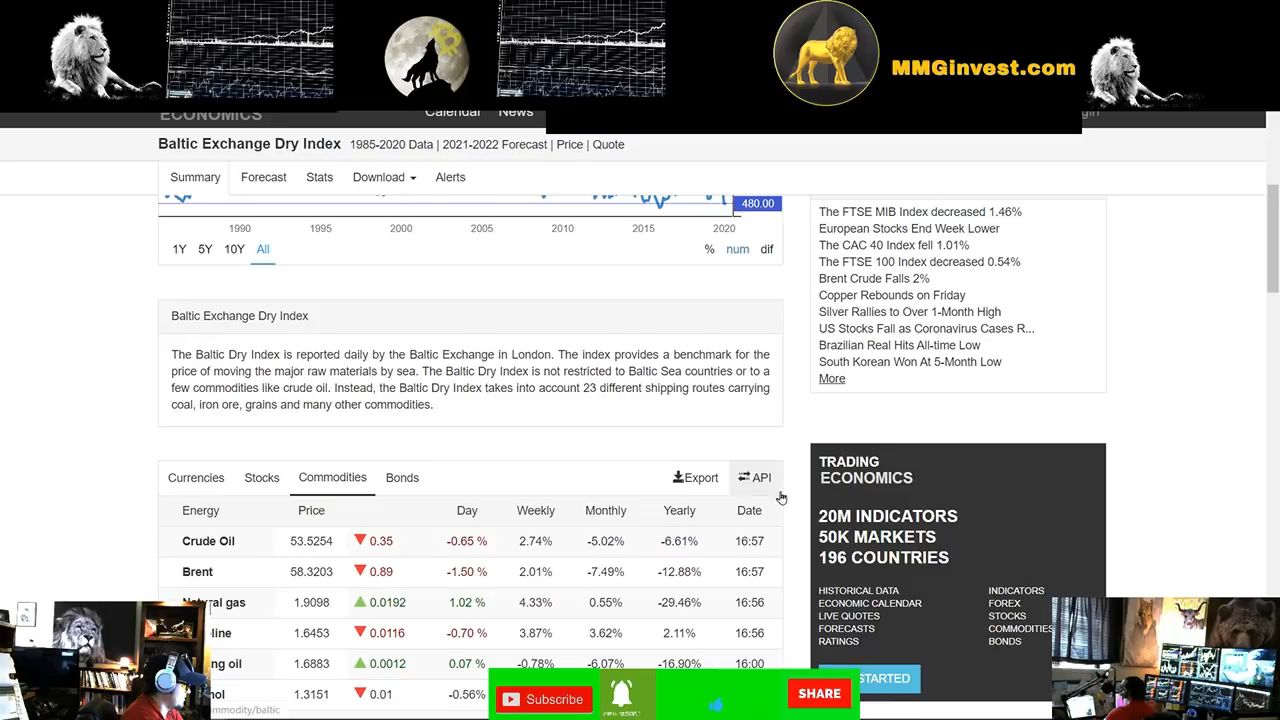 MMGinvest.com
ECONOMICS
Calendar News
Baltic Exchange Dry Index 1985-2020 Data | 2021-2022 Forecast | Price | Quote
Summary Forecast Stats Download Alerts
480.00
1990 1995 2000 2005 2010 2015 2020
1Y 5Y 10Y All % num dif
Baltic Exchange Dry Index
The Baltic Dry Index is reported daily by the Baltic Exchange in London. The index provides a benchmark for the
price of moving the major raw materials by sea. The Baltic Dry Index is not restricted to Baltic Sea countries or to a
few commodities like crude oil. Instead, the Baltic Dry Index takes into account 23 different shipping routes carrying
coal, iron ore, grains and many other commodities.
Currencies Stocks Commodities Bonds Export API
Energy Price Day Weekly Monthly Yearly Date
Crude Oil 53.5254 0.35 -0.65 % 2.74% -5.02% -6.61% 16:57
Brent 58.3203 0.89 -1.50 % 2.01% -7.49% -12.88% 16:57
gas 1.9098 0.0192 1.02 % 4.33% 0.55% -29.46% 16:56
line 1.6453 0.0116 -0.70 % 3.87% 3.62% 2.11% 16:56
ng oil 1.6883 0.0012 0.07 % -0.78% -6.07% -16.90% 16:00
nol 1.3151 0.01 -0.56%
ommodity/baltic
The FTSE MIB Index decreased 1.46%
European Stocks End Week Lower
The CAC 40 Index fell 1.01%
The FTSE 100 Index decreased 0.54%
Brent Crude Falls 2%
Copper Rebounds on Friday
Silver Rallies to Over 1-Month High
US Stocks Fall as Coronavirus Cases R...
Brazilian Real Hits All-time Low
South Korean Won At 5-Month Low
More
TRADING
ECONOMICS
20M INDICATORS
50K MARKETS
196 COUNTRIES
HISTORICAL DATA INDICATORS
ECONOMIC CALENDAR FOREX
LIVE QUOTES STOCKS
FORECASTS COMMODITIES
RATINGS BONDS
STARTED
Subscribe SHARE